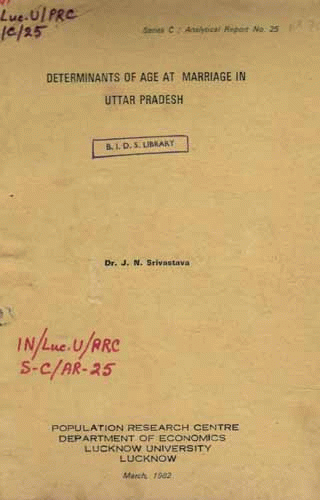 Luc.U/PRC
/C/25
Series C : Analytical Report No. 25
DETERMINANTS OF AGE AT MARRIAGE IN
UTTAR PRADESH
B. I. D. S. LIBRARY
Dr. J. N. Srivastava
IN/Luc.U/PRC
S-C/AR-25
POPULATION RESEARCH CENTRE
DEPARTMENT OF ECONOMICS
LUCKNOW UNIVERSITY
LUCKNOW
March, 1982